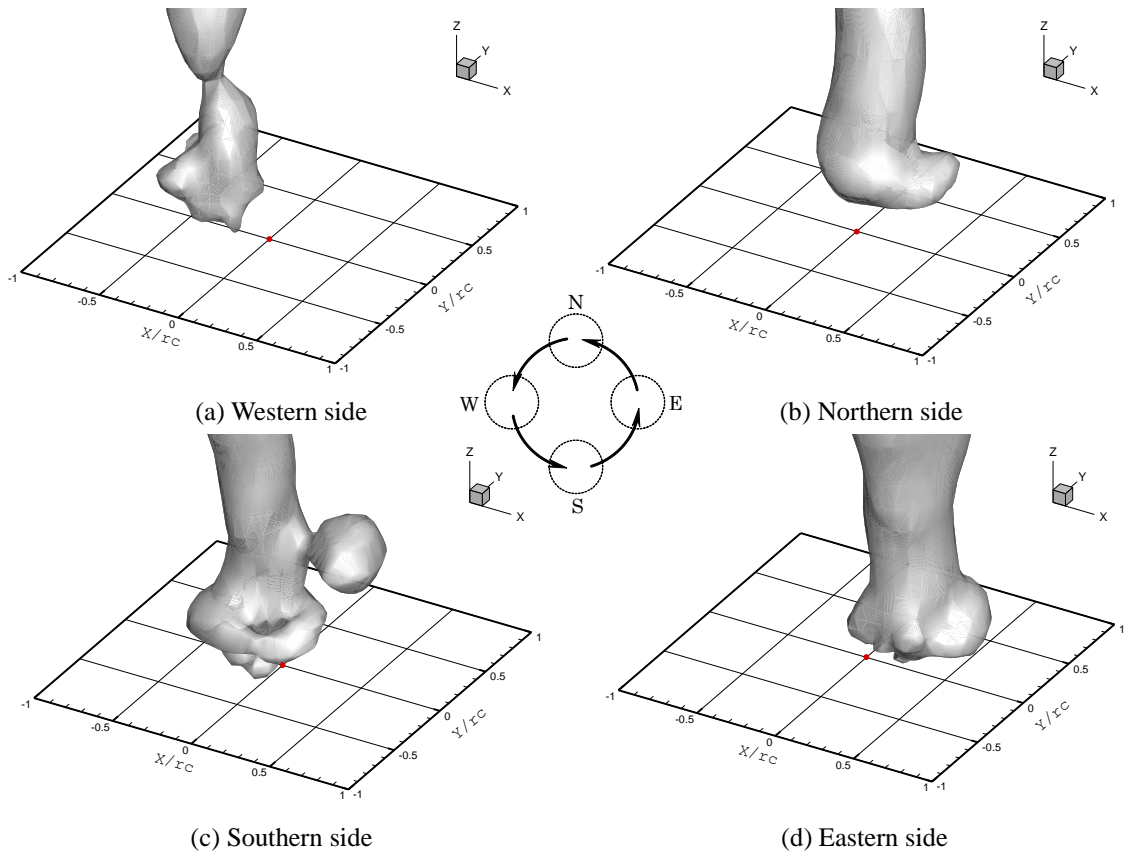 Z
Y
X
1
0.5
0
-0.5
-1
Y/rc
-1
-0.5
0
0.5
1
X/rc
(a) Western side
Z
Y
X
1
0.5
0
-0.5
-1
Y/rc
-1
-0.5
0
0.5
1
X/rc
(b) Northern side
N
W
E
S
Z
Y
X
1
0.5
0
-0.5
-1
Y/rc
-1
-0.5
0
0.5
1
X/rc
(c) Southern side
Z
Y
X
1
0.5
0
-0.5
-1
Y/rc
-1
-0.5
0
0.5
1
X/rc
(d) Eastern side